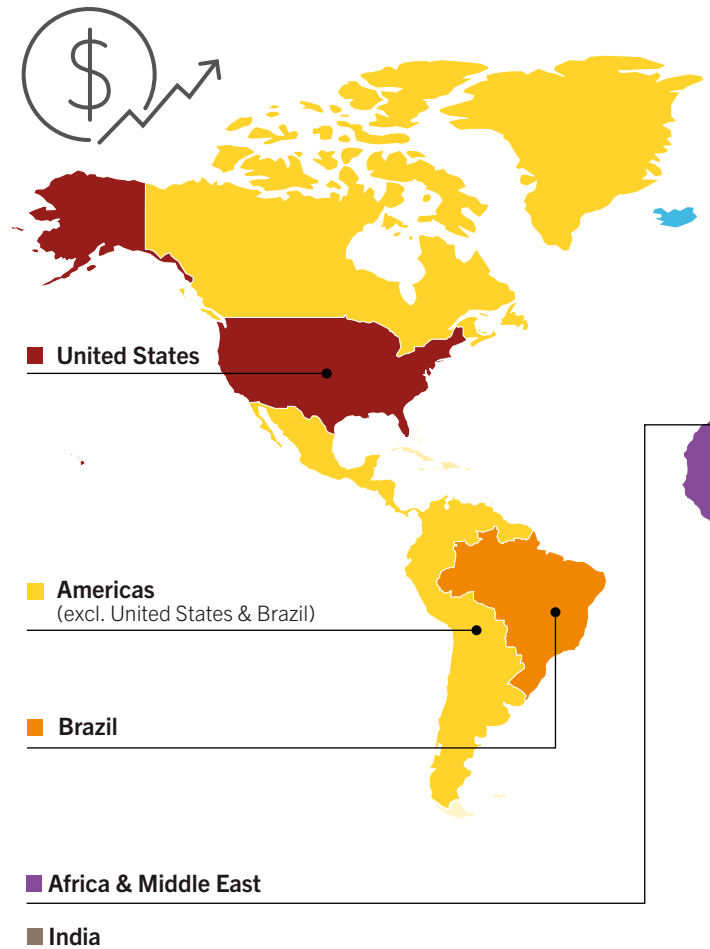 $
United States
Americas
(excl. United States & Brazil)
Brazil
Africa & Middle East
India